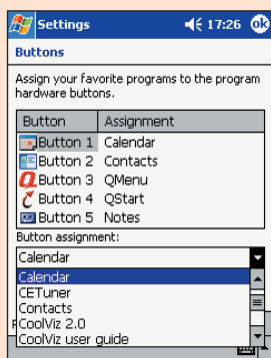 Settings 17:26 ok
Buttons
Assign your favorite programs to the program
hardware buttons.
Button Assignment
Button 1 Calendar
Button 2 Contacts
Button 3 QMenu
Button 4 QStart
Button 5 Notes
Button assignment:
Calendar
Calendar
CETuner
Contacts
CoolViz 2.0
CoolViz user guide